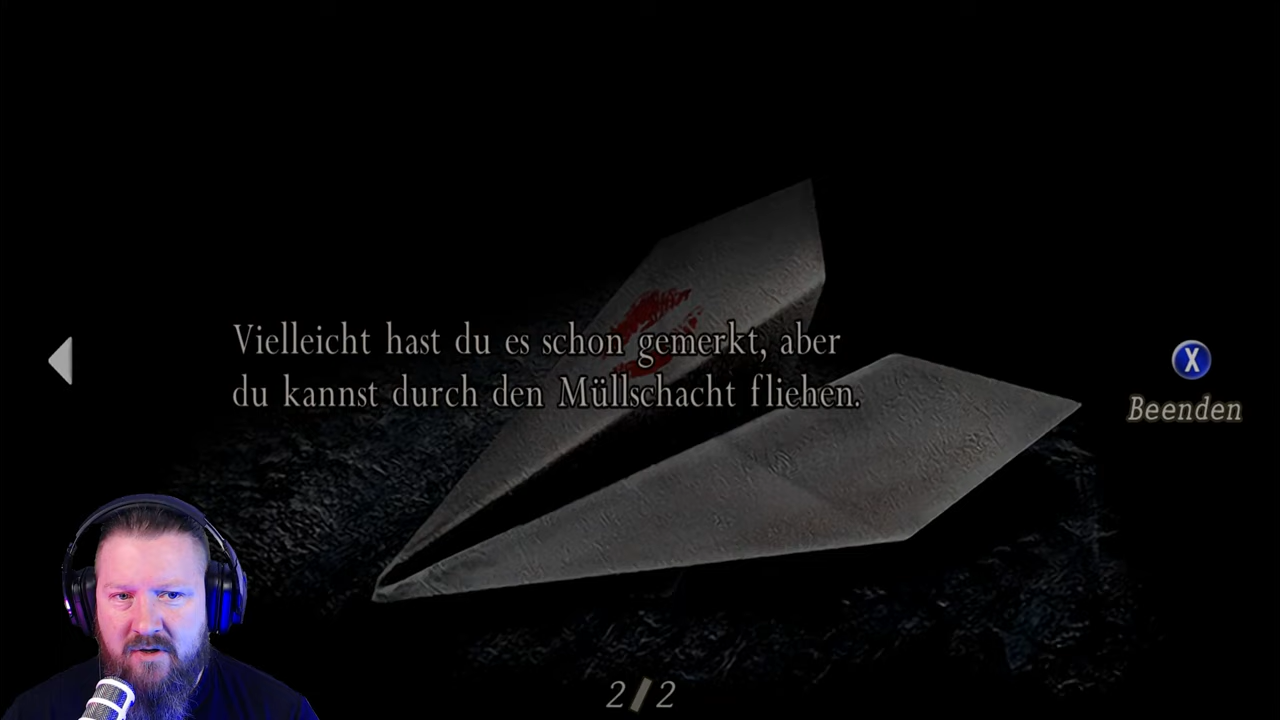 Vielleicht hast du es schon gemerkt, aber
du kannst durch den Müllschacht fliehen.
X
Beenden
2/2